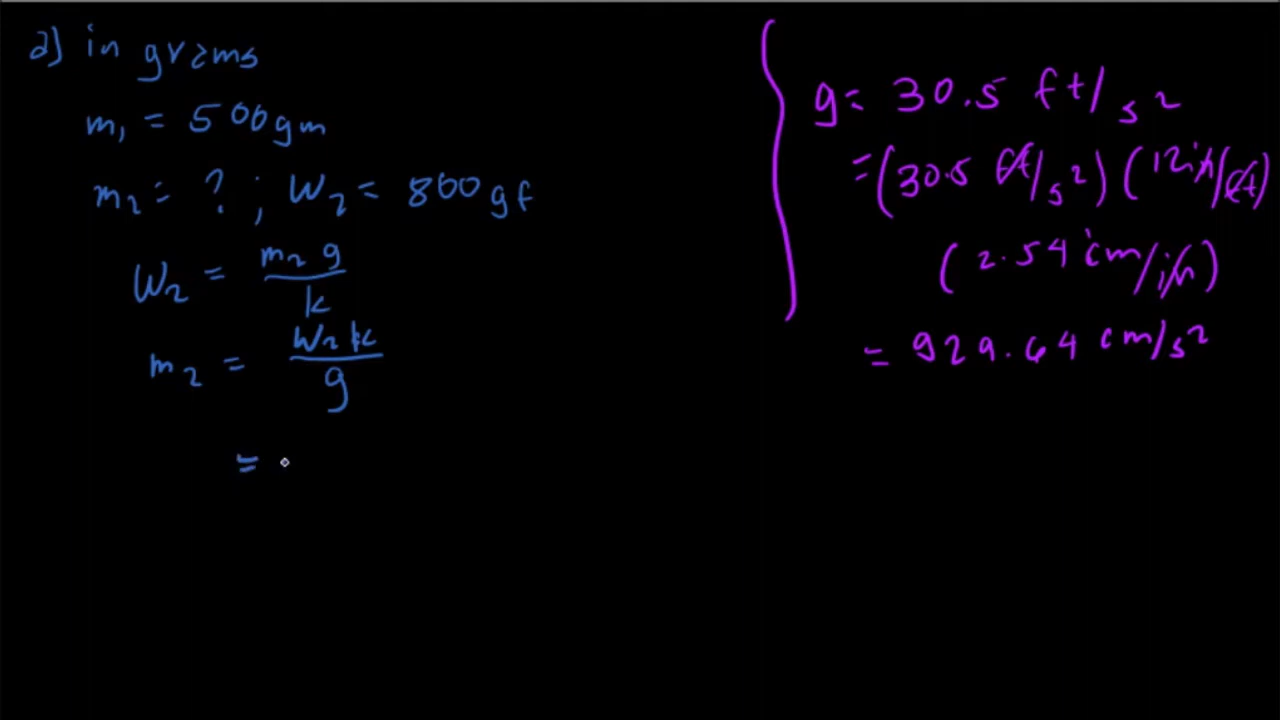 a) in grams
m₁ = 500 gm
m₂ = ? ; W₂ = 800 gf
W₂ = m₂ g / k
m₂ = W₂ k / g
=
g = 30.5 ft/s²
= (30.5 ft/s²) (12 in/ft)
(2.54 cm/in)
= 929.64 cm/s²